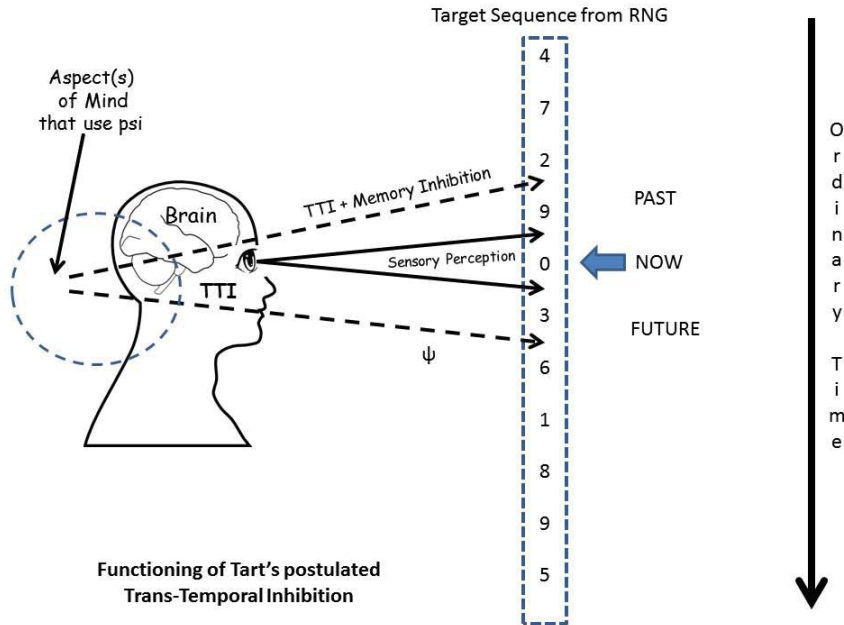 Target Sequence from RNG
Aspect(s)
of Mind
that use psi
Brain
TTI
TTI + Memory Inhibition
Sensory Perception
ψ
4
7
2
9
0
3
6
1
8
9
5
PAST
NOW
FUTURE
Ordinary Time
Functioning of Tart's postulated
Trans-Temporal Inhibition